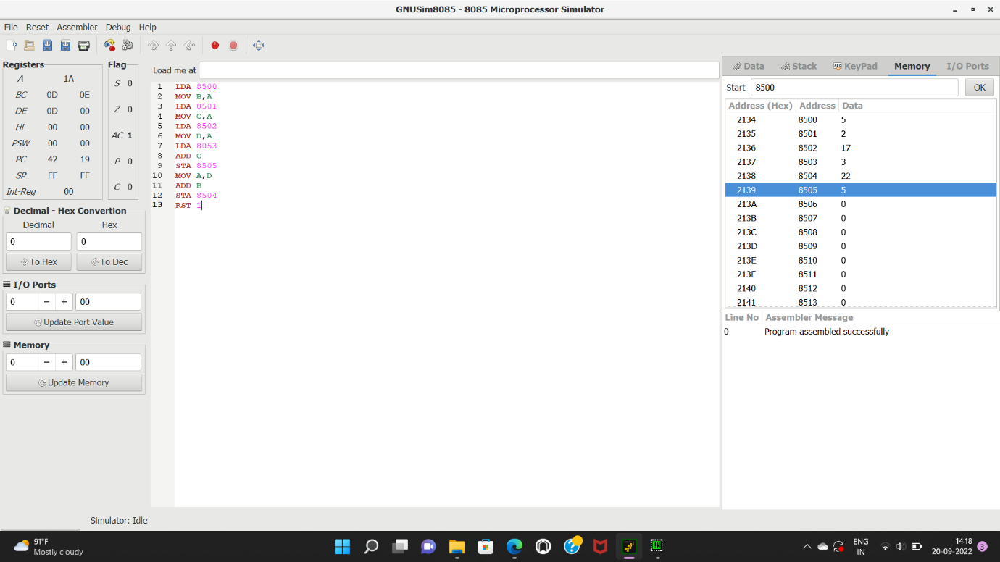 GNUSim8085 - 8085 Microprocessor Simulator
File Reset Assembler Debug Help
Registers
A 1A
BC 0D 0E
DE 0D 00
HL 00 00
PSW 00 00
PC 42 19
SP FF FF
Int-Reg 00
Flag
S 0
Z 0
AC 1
P 0
C 0
Decimal - Hex Convertion
Decimal Hex
0 0
To Hex To Dec
I/O Ports
0 − + 00
Update Port Value
Memory
0 − + 00
Update Memory
Load me at
1 LDA 8500
2 MOV B,A
3 LDA 8501
4 MOV C,A
5 LDA 8502
6 MOV D,A
7 LDA 8053
8 ADD C
9 STA 8505
10 MOV A,D
11 ADD B
12 STA 8504
13 RST 1
Data Stack Abc KeyPad Memory I/O Ports
Start 8500 OK
Address (Hex) Address Data
2134 8500 5
2135 8501 2
2136 8502 17
2137 8503 3
2138 8504 22
2139 8505 5
213A 8506 0
213B 8507 0
213C 8508 0
213D 8509 0
213E 8510 0
213F 8511 0
2140 8512 0
2141 8513 0
Line No Assembler Message
0 Program assembled successfully
Simulator: Idle
91°F
Mostly cloudy
ENG
IN
14:18
20-09-2022
3